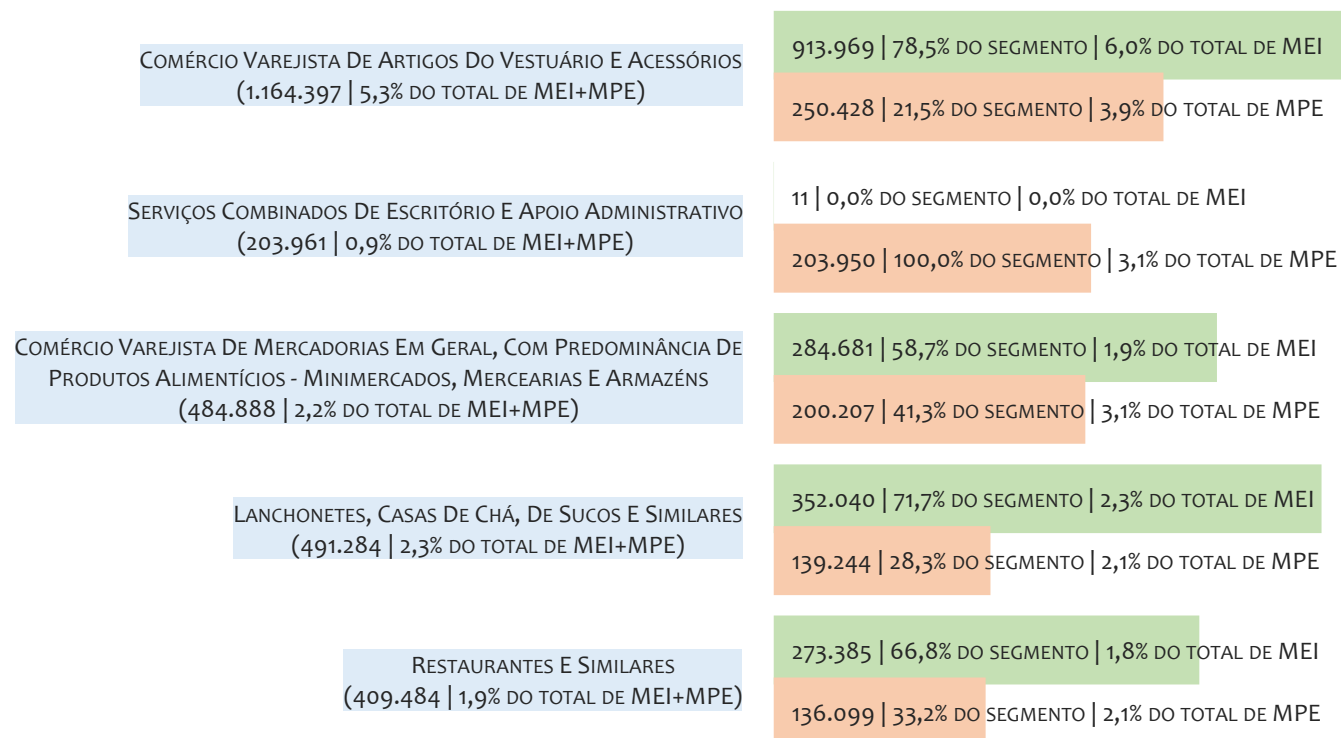 Comércio Varejista De Artigos Do Vestuário E Acessórios
(1.164.397 | 5,3% do total de MEI+MPE)
913.969 | 78,5% do segmento | 6,0% do total de MEI
250.428 | 21,5% do segmento | 3,9% do total de MPE
Serviços Combinados De Escritório E Apoio Administrativo
(203.961 | 0,9% do total de MEI+MPE)
11 | 0,0% do segmento | 0,0% do total de MEI
203.950 | 100,0% do segmento | 3,1% do total de MPE
Comércio Varejista De Mercadorias Em Geral, Com Predominância De
Produtos Alimentícios - Minimercados, Mercearias E Armazéns
(484.888 | 2,2% do total de MEI+MPE)
284.681 | 58,7% do segmento | 1,9% do total de MEI
200.207 | 41,3% do segmento | 3,1% do total de MPE
Lanchonetes, Casas De Chá, De Sucos E Similares
(491.284 | 2,3% do total de MEI+MPE)
352.040 | 71,7% do segmento | 2,3% do total de MEI
139.244 | 28,3% do segmento | 2,1% do total de MPE
Restaurantes E Similares
(409.484 | 1,9% do total de MEI+MPE)
273.385 | 66,8% do segmento | 1,8% do total de MEI
136.099 | 33,2% do segmento | 2,1% do total de MPE